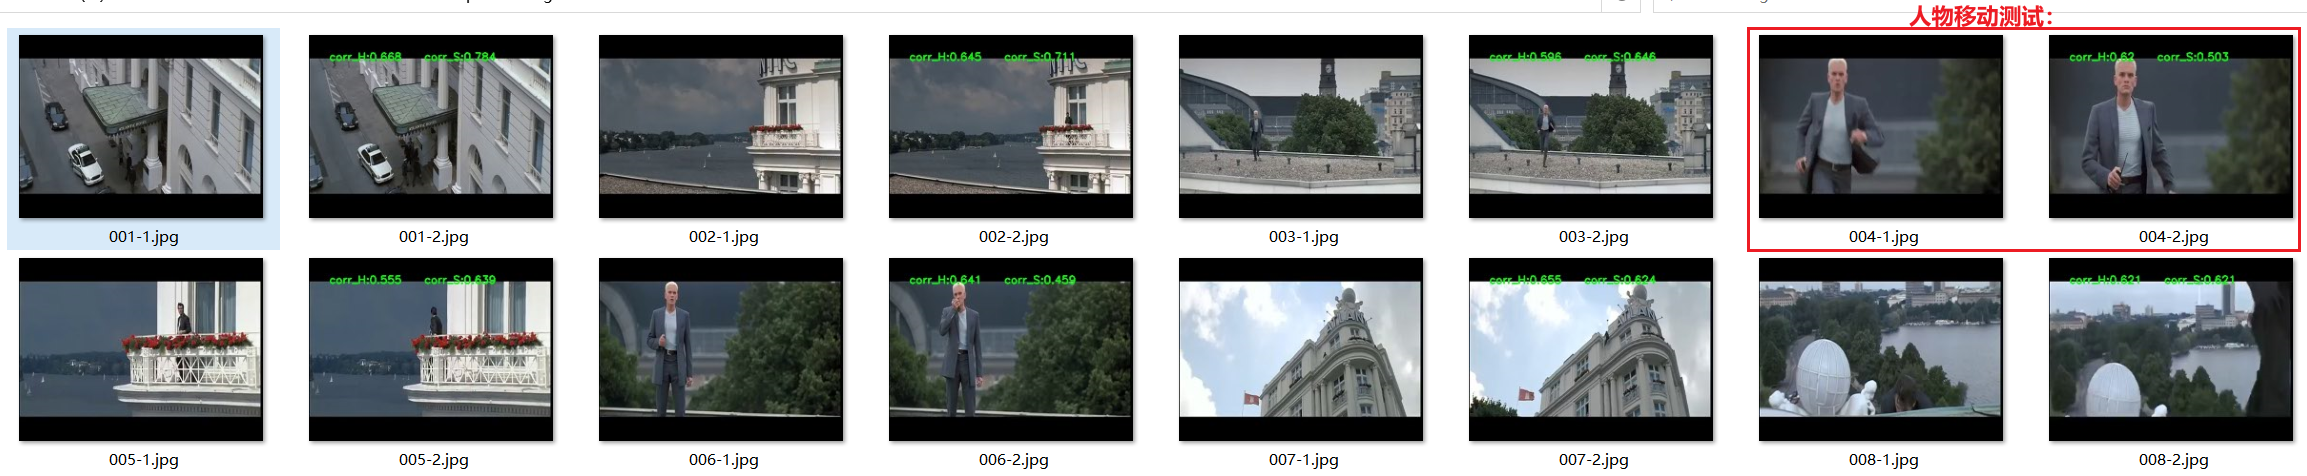 人物移动测试：
corr_H:0.668 corr_S:0.784
corr_H:0.645 corr_S:0.711
corr_H:0.596 corr_S:0.646
corr_H:0.62 corr_S:0.503
001-1.jpg
001-2.jpg
002-1.jpg
002-2.jpg
003-1.jpg
003-2.jpg
004-1.jpg
004-2.jpg
corr_H:0.555 corr_S:0.639
corr_H:0.641 corr_S:0.459
corr_H:0.655 corr_S:0.624
corr_H:0.621 corr_S:0.621
005-1.jpg
005-2.jpg
006-1.jpg
006-2.jpg
007-1.jpg
007-2.jpg
008-1.jpg
008-2.jpg